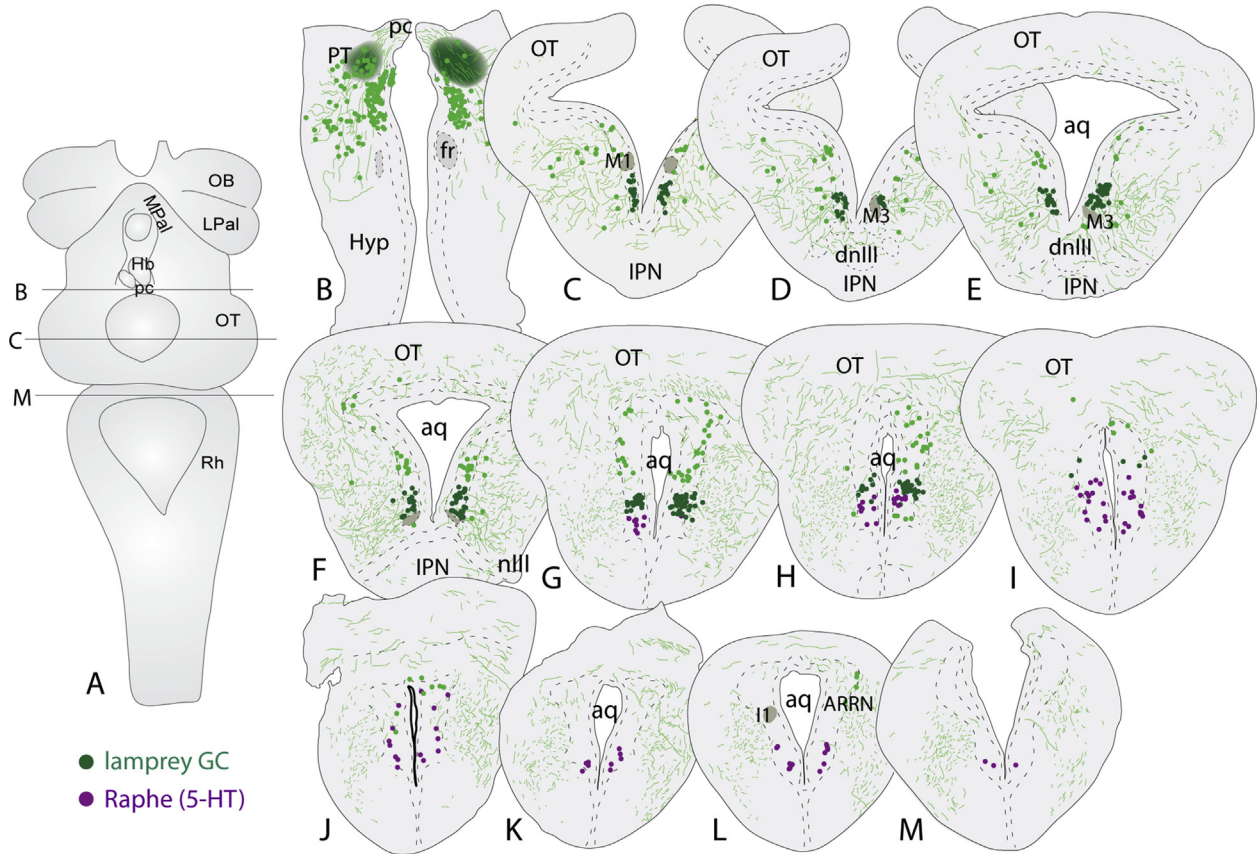 OB
MPal
LPal
Hb
pc
B
OT
C
M
Rh
A
lamprey GC
Raphe (5-HT)
pc
PT
fr
Hyp
B
OT
M1
IPN
C
OT
M3
dnIII
IPN
D
OT
aq
M3
dnIII
IPN
E
OT
aq
IPN
nIII
F
OT
aq
G
OT
aq
H
OT
I
J
aq
K
I1
aq
ARRN
L
M